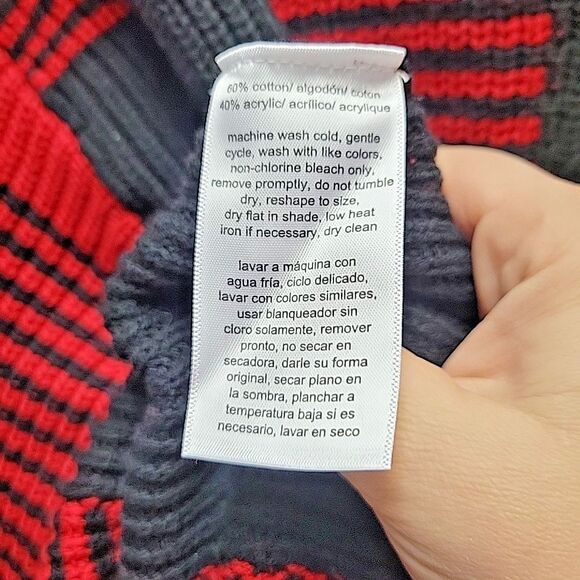 60% cotton/ algodón/ coton
40% acrylic/ acrílico/ acrylique
machine wash cold, gentle
cycle, wash with like colors,
non-chlorine bleach only,
remove promptly, do not tumble
dry, reshape to size,
dry flat in shade, low heat
iron if necessary, dry clean
lavar a máquina con
agua fría, ciclo delicado,
lavar con colores similares,
usar blanqueador sin
cloro solamente, remover
pronto, no secar en
secadora, darle su forma
original, secar plano en
la sombra, planchar a
temperatura baja si es
necesario, lavar en seco